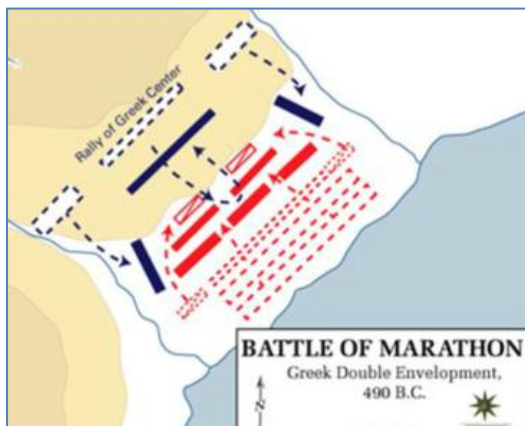 Rally of Greek Center
BATTLE OF MARATHON
Greek Double Envelopment,
490 B.C.
N